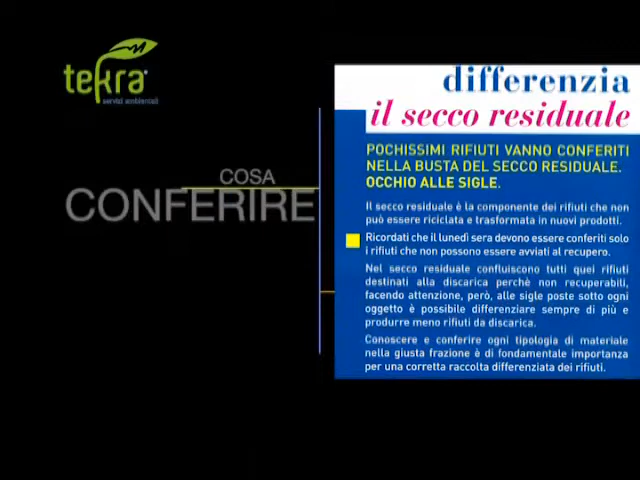 tekra
servizi ambientali
COSA
CONFERIRE
differenzia
il secco residuale
POCHISSIMI RIFIUTI VANNO CONFERITI
NELLA BUSTA DEL SECCO RESIDUALE.
OCCHIO ALLE SIGLE.
Il secco residuale è la componente dei rifiuti che non
può essere riciclata e trasformata in nuovi prodotti.
Ricordati che il lunedì sera devono essere conferiti solo
i rifiuti che non possono essere avviati al recupero.
Nel secco residuale confluiscono tutti quei rifiuti
destinati alla discarica perchè non recuperabili,
facendo attenzione, però, alle sigle poste sotto ogni
oggetto è possibile differenziare sempre di più e
produrre meno rifiuti da discarica.
Conoscere e conferire ogni tipologia di materiale
nella giusta frazione è di fondamentale importanza
per una corretta raccolta differenziata dei rifiuti.